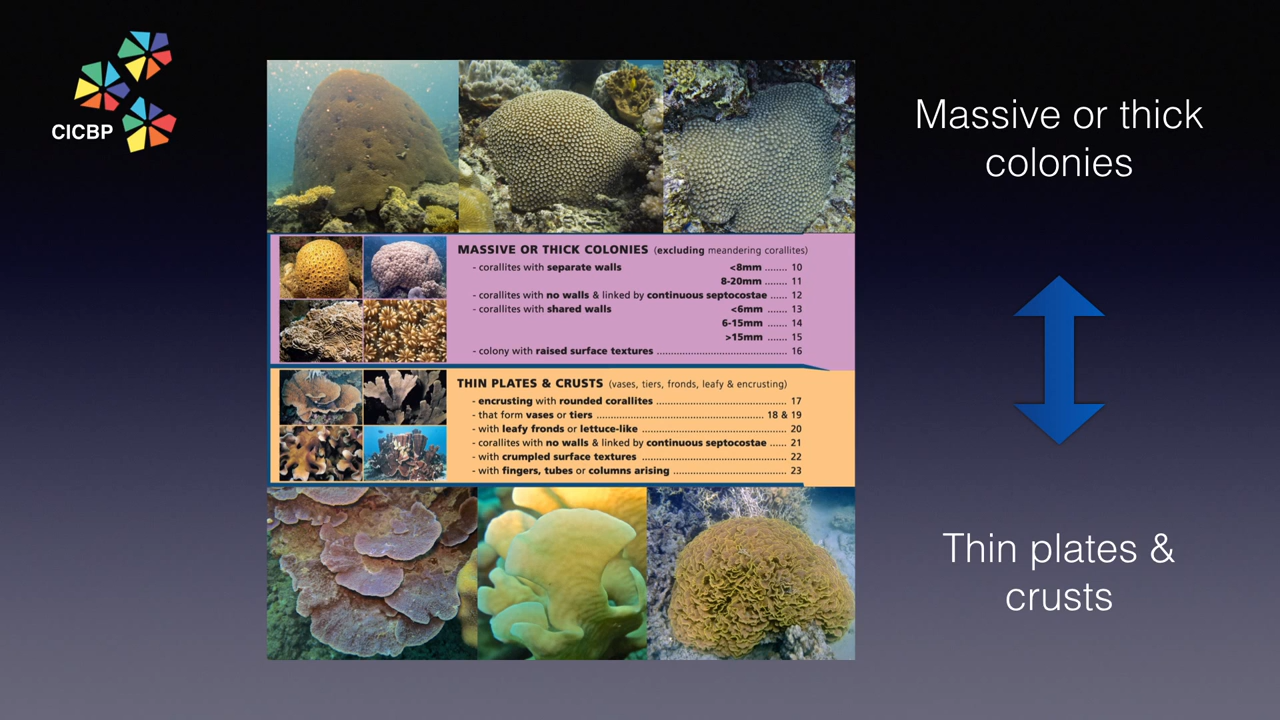 CICBP
Massive or thick
colonies
MASSIVE OR THICK COLONIES (excluding meandering corallites)
- corallites with separate walls <8mm ........ 10
8-20mm ....... 11
- corallites with no walls & linked by continuous septocostae ...... 12
- corallites with shared walls <6mm ...... 13
6-15mm ....... 14
>15mm ...... 15
- colony with raised surface textures ........................................... 16
THIN PLATES & CRUSTS (vases, tiers, fronds, leafy & encrusting)
- encrusting with rounded corallites ........................................... 17
- that form vases or tiers ....................................................... 18 & 19
- with leafy fronds or lettuce-like ................................................ 20
- corallites with no walls & linked by continuous septocostae ...... 21
- with crumpled surface textures ................................................ 22
- with fingers, tubes or columns arising ..................................... 23
Thin plates &
crusts